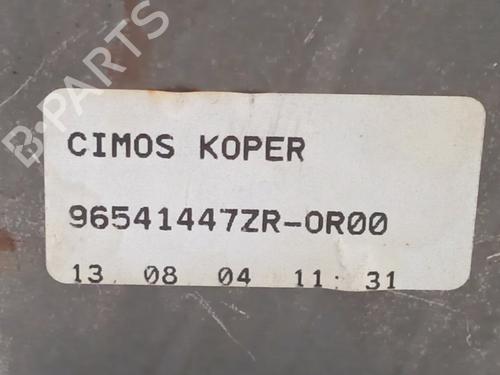 B-PARTS
CIMOS KOPER
96541447ZR-0R00
13 08 04 11:31